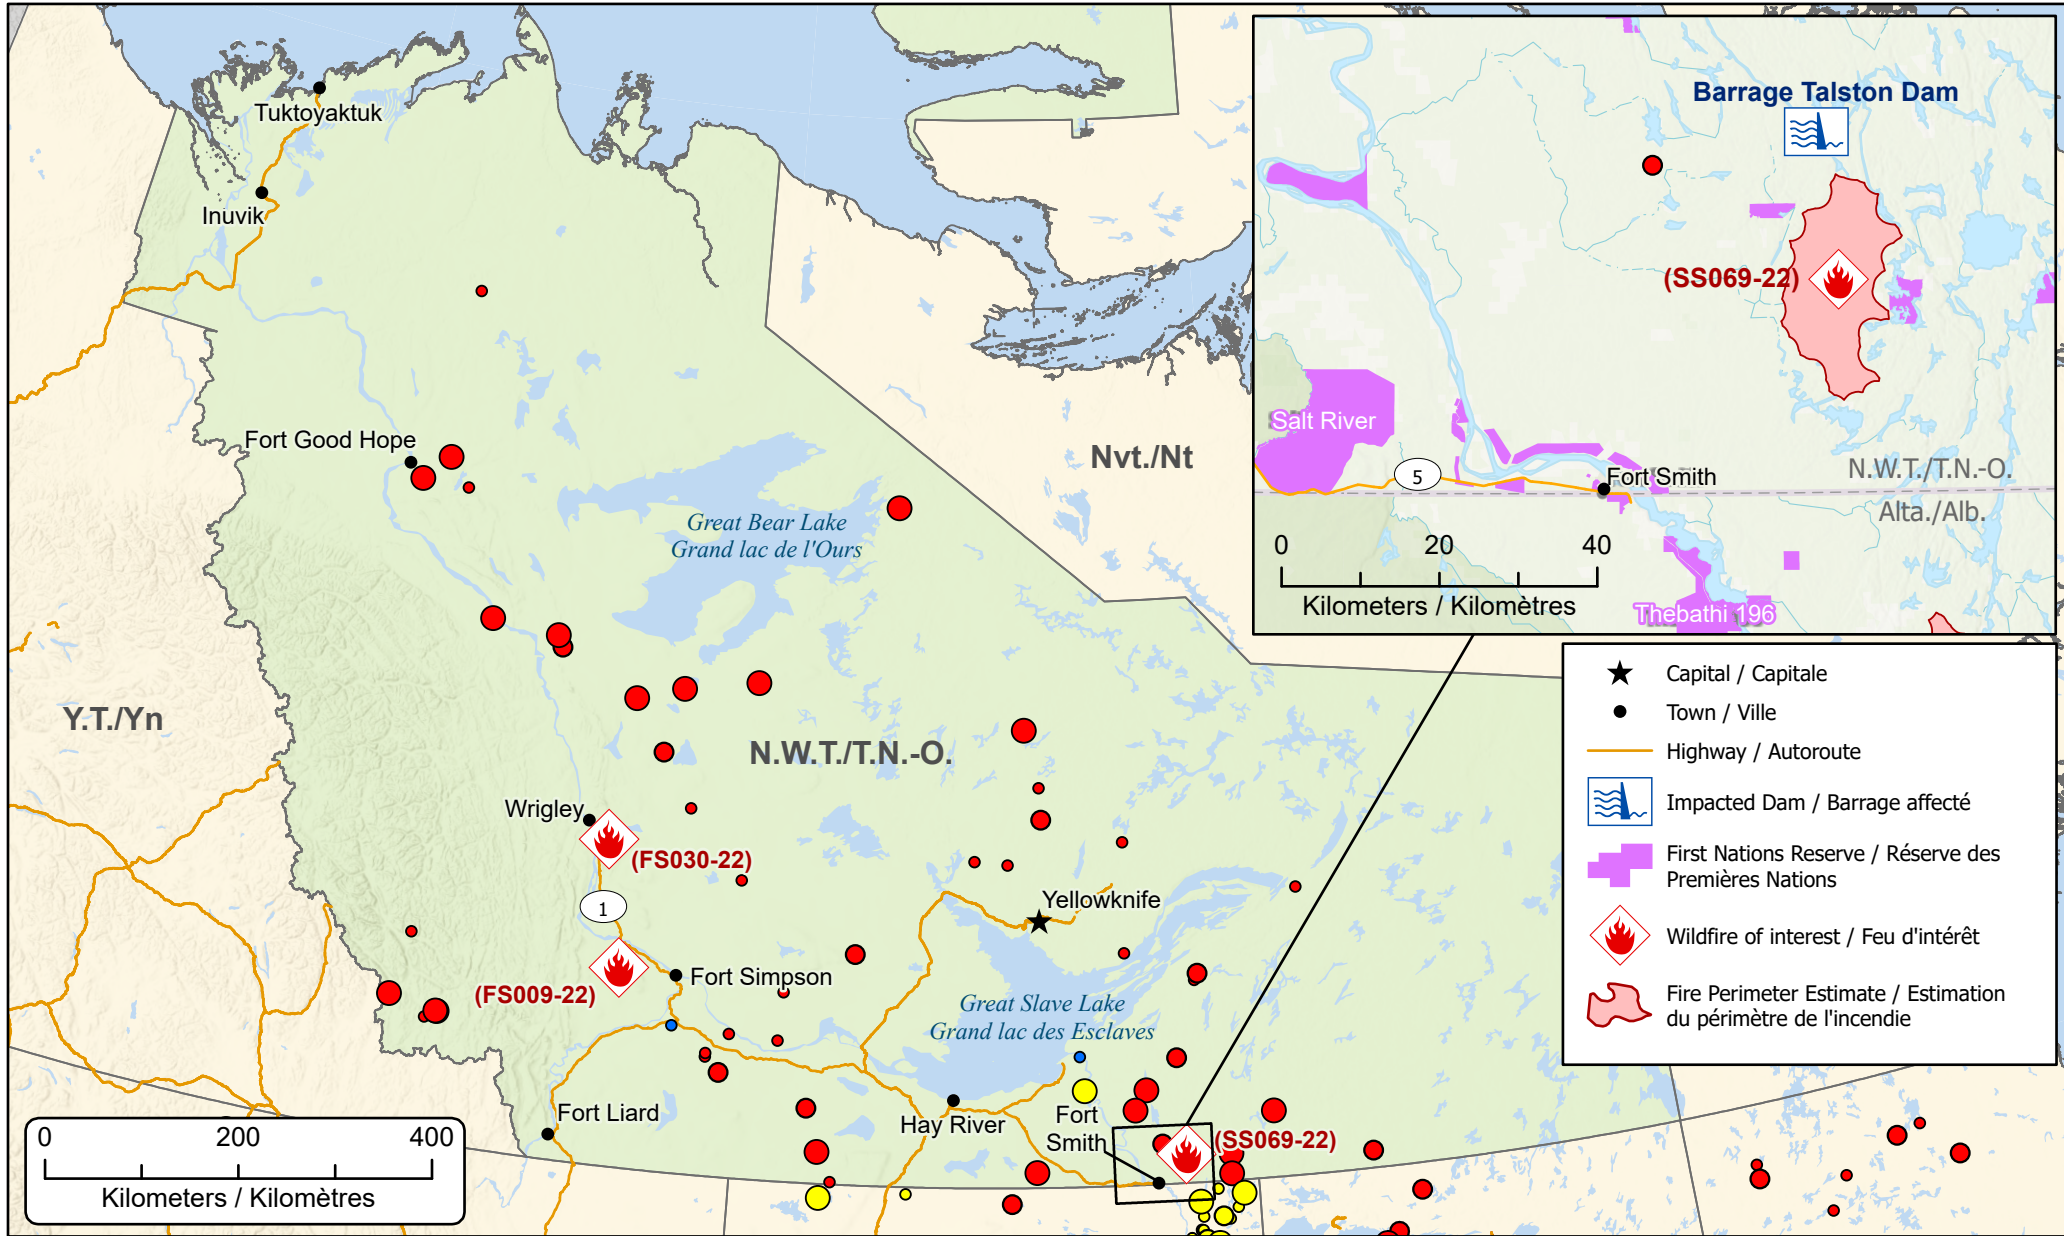 Tuktoyaktuk
Inuvik
Fort Good Hope
Great Bear Lake
Grand lac de l'Ours
Nvt./Nt
Y.T./Yn
N.W.T./T.N.-O.
Wrigley
(FS030-22)
1
Yellowknife
Fort Simpson
(FS009-22)
Great Slave Lake
Grand lac des Esclaves
Fort Liard
Hay River
Fort
Smith
(SS069-22)
0 200 400
Kilometers / Kilomètres
Barrage Talston Dam
(SS069-22)
Salt River
5
Fort Smith
N.W.T./T.N.-O.
Alta./Alb.
0 20 40
Kilometers / Kilomètres
Thebathi 196
Capital / Capitale
Town / Ville
Highway / Autoroute
Impacted Dam / Barrage affecté
First Nations Reserve / Réserve des
Premières Nations
Wildfire of interest / Feu d'intérêt
Fire Perimeter Estimate / Estimation
du périmètre de l'incendie